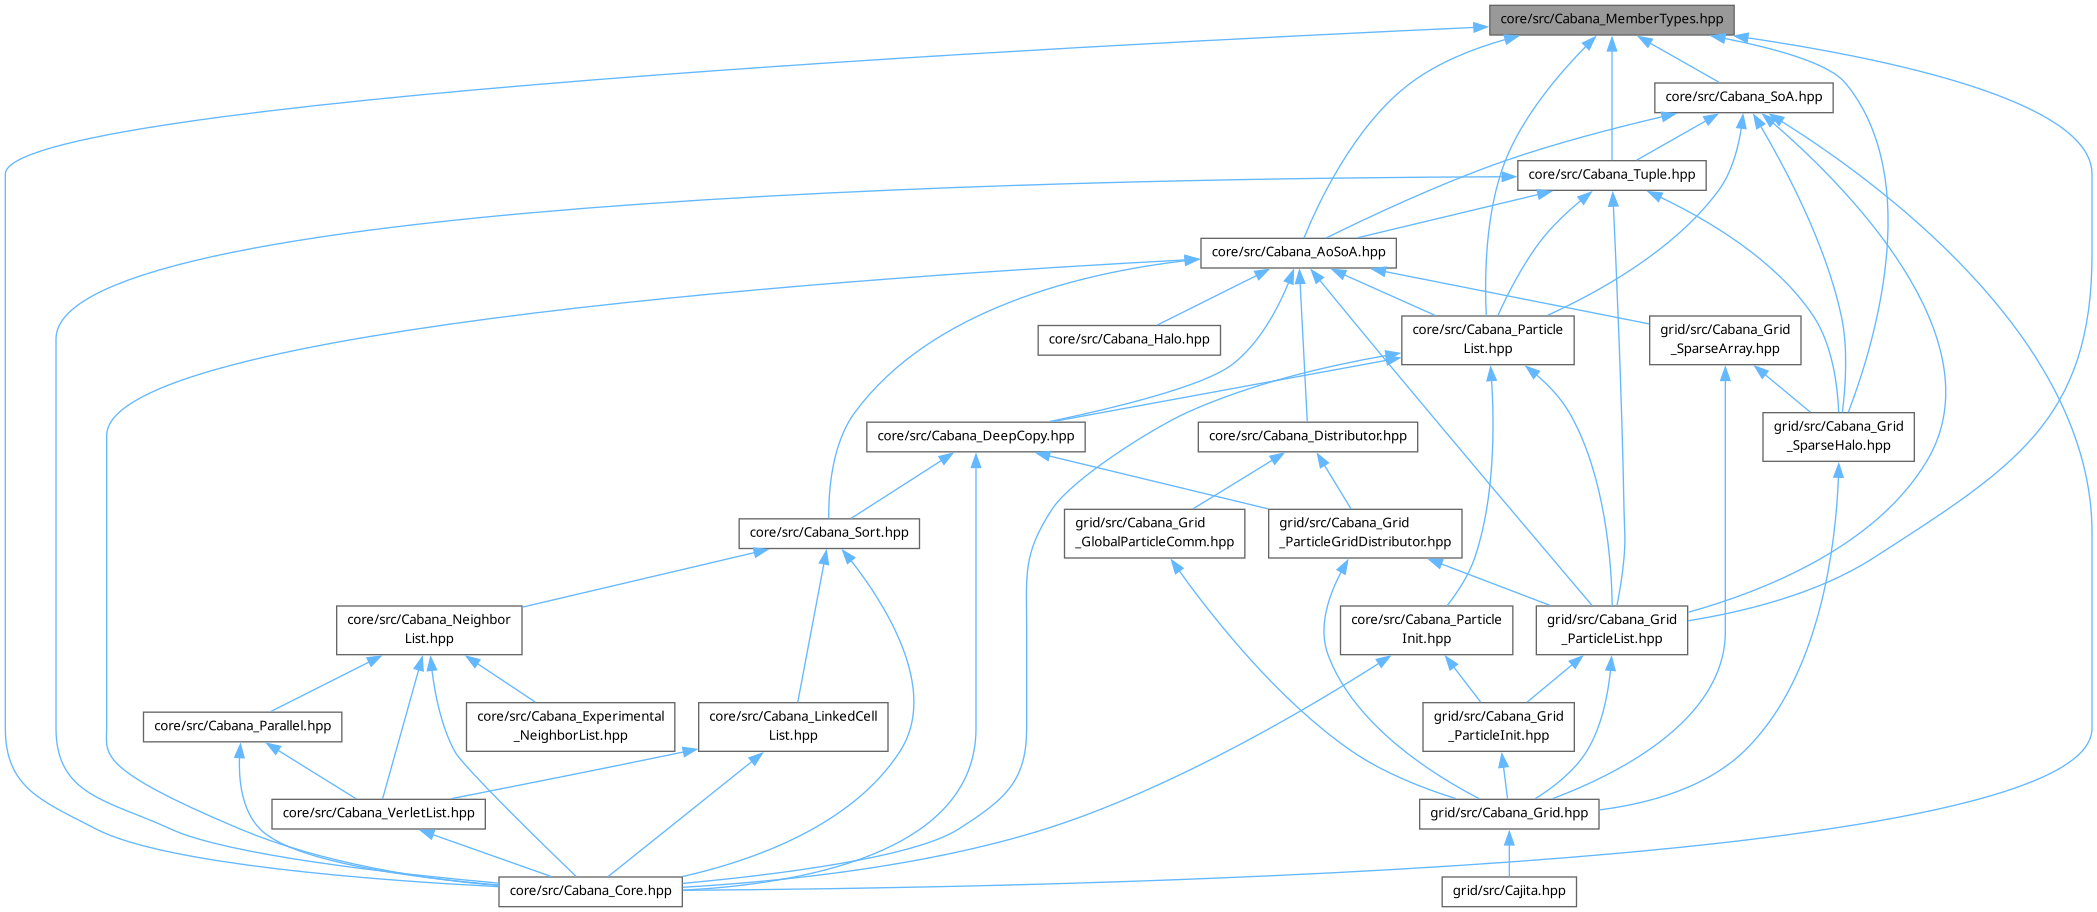 core/src/Cabana_MemberTypes.hpp
core/src/Cabana_SoA.hpp
core/src/Cabana_Tuple.hpp
core/src/Cabana_AoSoA.hpp
core/src/Cabana_Halo.hpp
core/src/Cabana_Particle
List.hpp
grid/src/Cabana_Grid
_SparseArray.hpp
core/src/Cabana_DeepCopy.hpp
core/src/Cabana_Distributor.hpp
grid/src/Cabana_Grid
_SparseHalo.hpp
core/src/Cabana_Sort.hpp
grid/src/Cabana_Grid
_GlobalParticleComm.hpp
grid/src/Cabana_Grid
_ParticleGridDistributor.hpp
core/src/Cabana_Neighbor
List.hpp
core/src/Cabana_Particle
Init.hpp
grid/src/Cabana_Grid
_ParticleList.hpp
core/src/Cabana_Parallel.hpp
core/src/Cabana_Experimental
_NeighborList.hpp
core/src/Cabana_LinkedCell
List.hpp
grid/src/Cabana_Grid
_ParticleInit.hpp
core/src/Cabana_VerletList.hpp
grid/src/Cabana_Grid.hpp
core/src/Cabana_Core.hpp
grid/src/Cajita.hpp